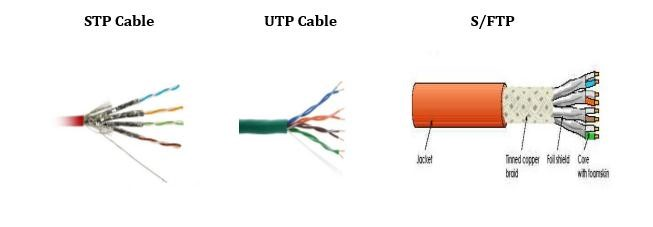 STP Cable
UTP Cable
S/FTP
Jacket
Tinned copper
braid
Foil shield
Core
with foamskin